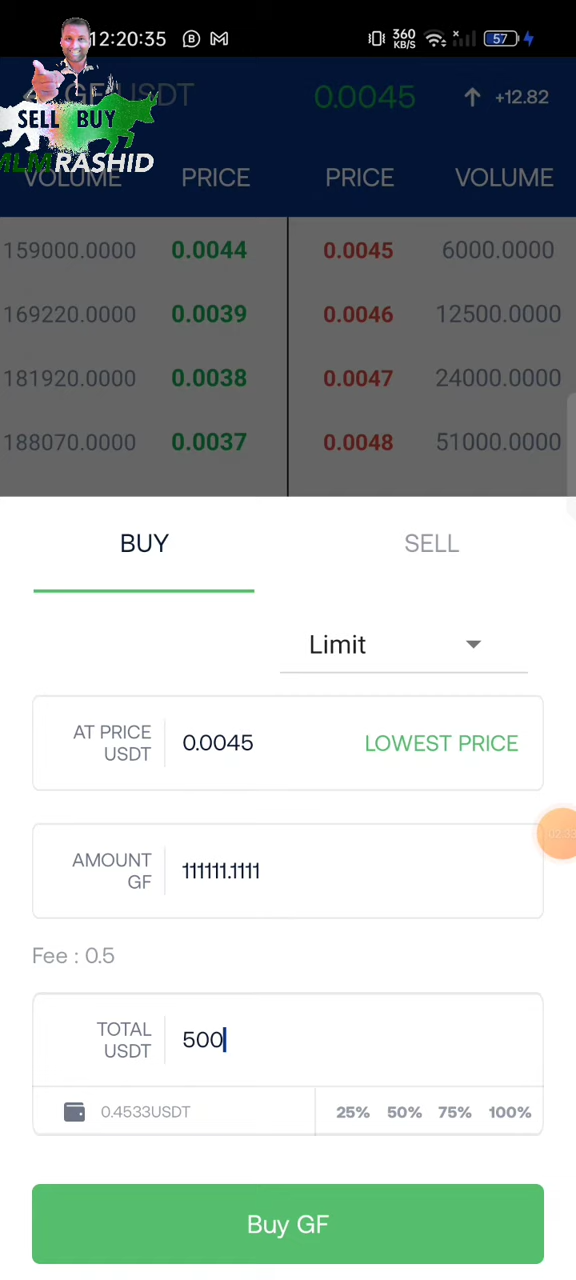 12:20:35 360 KB/S 57
USDT 0.0045 +12.82
SELL BUY
MLMRASHID
VOLUME PRICE PRICE VOLUME
159000.0000 0.0044 0.0045 6000.0000
169220.0000 0.0039 0.0046 12500.0000
181920.0000 0.0038 0.0047 24000.0000
188070.0000 0.0037 0.0048 51000.0000
BUY SELL
Limit
AT PRICE
USDT
0.0045 LOWEST PRICE
AMOUNT
GF
111111.1111
Fee : 0.5
TOTAL
USDT
500
0.4533USDT 25% 50% 75% 100%
Buy GF